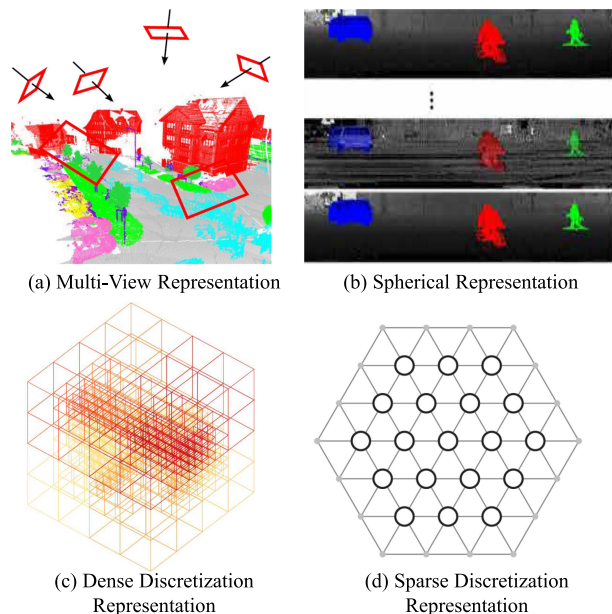 (a) Multi-View Representation
(b) Spherical Representation
(c) Dense Discretization
Representation
(d) Sparse Discretization
Representation